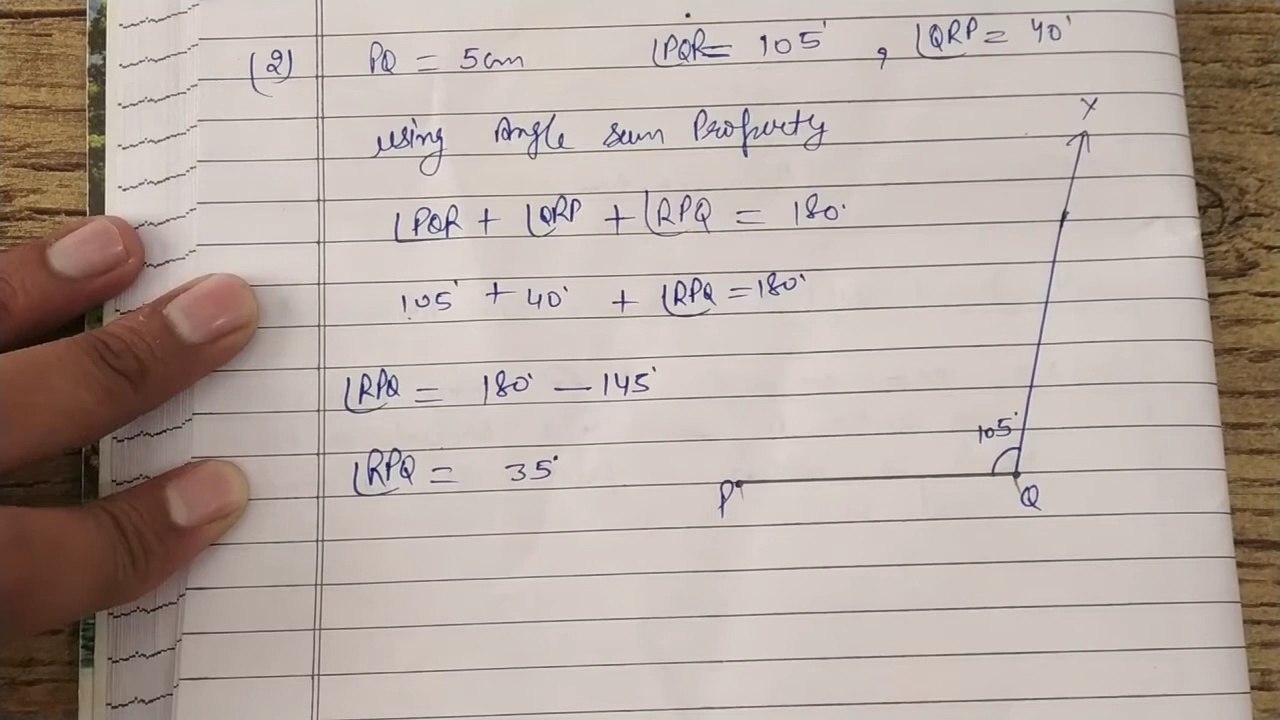 (2) PQ = 5cm ∠PQR = 105° , ∠QRP = 40°
using Angle sum Property
∠PQR + ∠QRP + ∠RPQ = 180°
105° + 40° + ∠RPQ = 180°
∠RPQ = 180° — 145°
∠RPQ = 35°
X
105°
P
Q